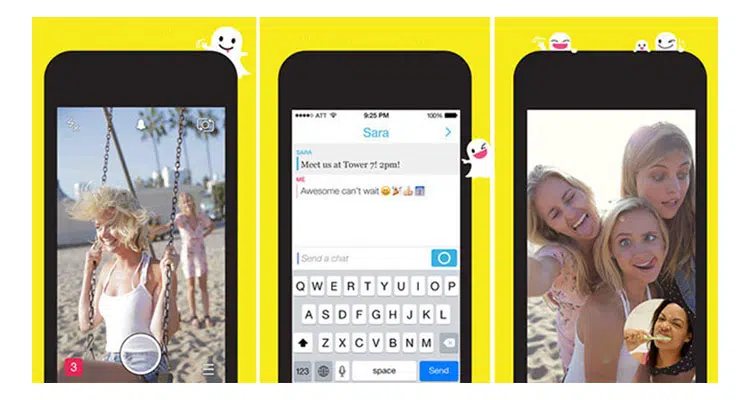 3
ATT 9:25 PM 100%
Sara
SARA
Meet us at Tower 7! 2pm!
ME
Awesome can't wait 😄🎉👍🏻🏬
Send a chat
Q W E R T Y U I O P
A S D F G H J K L
Z X C V B N M
123 space Send